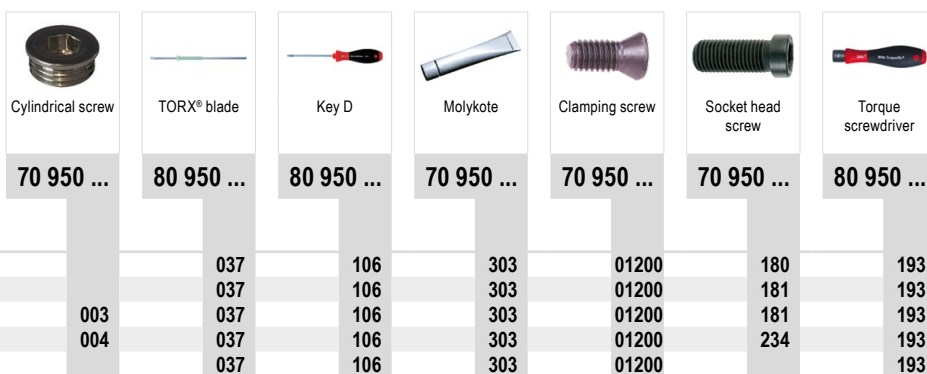 Cylindrical screw TORX® blade Key D Molykote Clamping screw Socket head screw Torque screwdriver
70 950 ... 80 950 ... 80 950 ... 70 950 ... 70 950 ... 70 950 ... 80 950 ...
037 106 303 01200 180 193
037 106 303 01200 181 193
003 037 106 303 01200 181 193
004 037 106 303 01200 234 193
037 106 303 01200 193